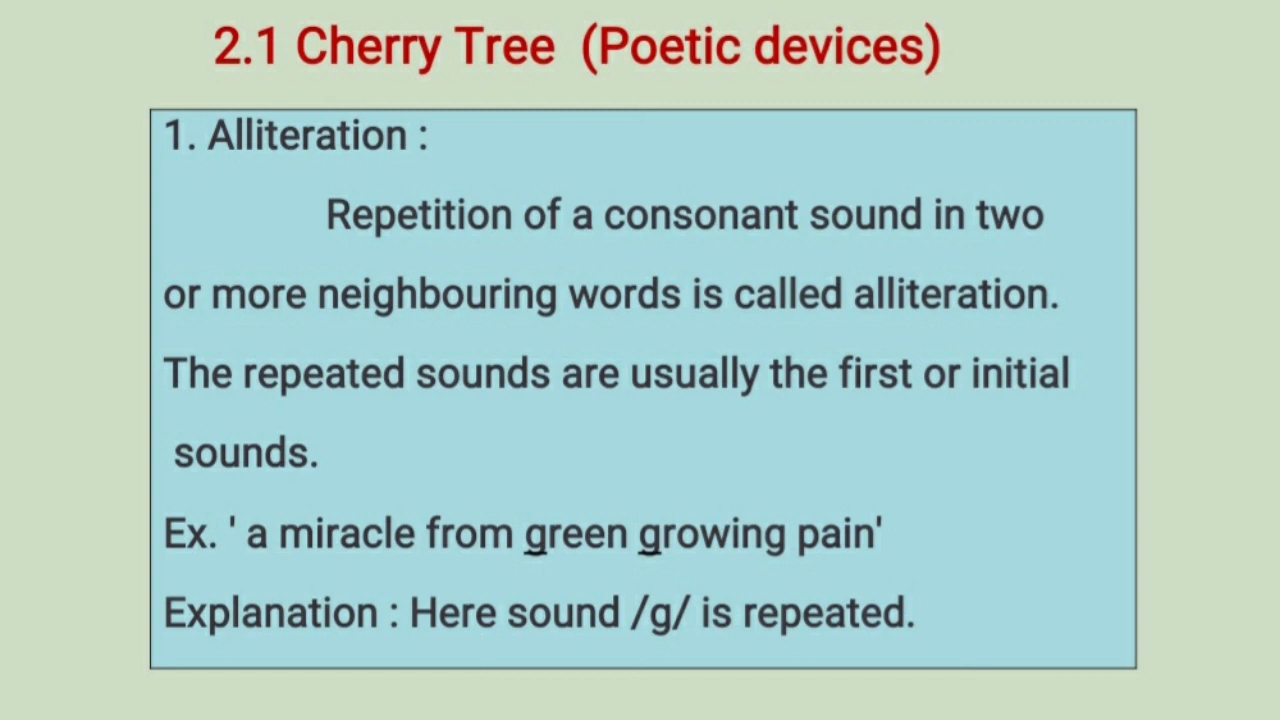 2.1 Cherry Tree (Poetic devices)
1. Alliteration :
Repetition of a consonant sound in two
or more neighbouring words is called alliteration.
The repeated sounds are usually the first or initial
sounds.
Ex. ' a miracle from green growing pain'
Explanation : Here sound /g/ is repeated.